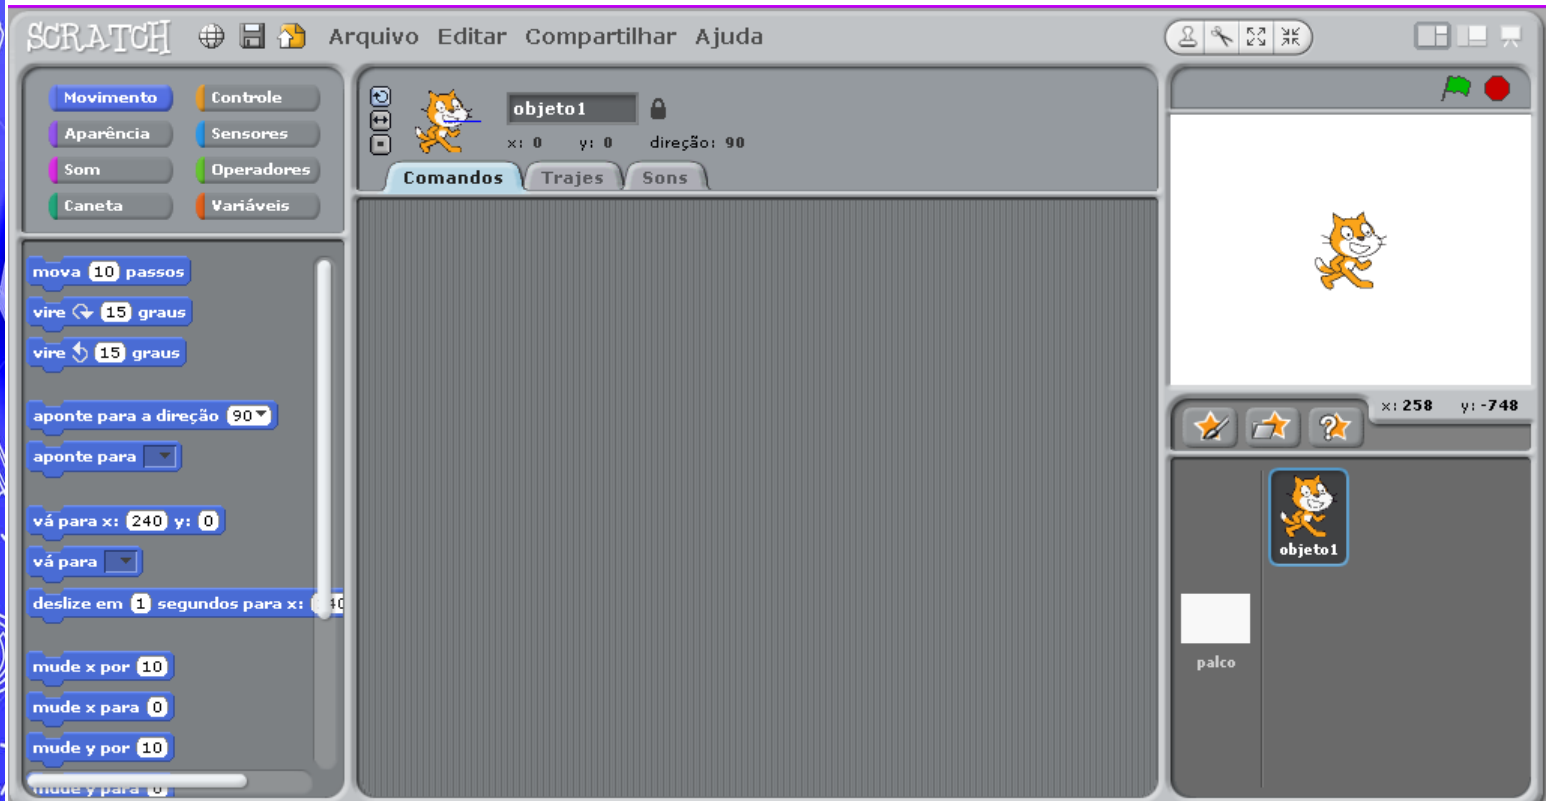 SCRATCH Arquivo Editar Compartilhar Ajuda
Movimento Controle
Aparência Sensores
Som Operadores
Caneta Variáveis
objeto1
x: 0 y: 0 direção: 90
Comandos Trajes Sons
mova 10 passos
vire 15 graus
vire 15 graus
aponte para a direção 90
aponte para
vá para x: 240 y: 0
vá para
deslize em 1 segundos para x:
mude x por 10
mude x para 0
mude y por 10
mude y para 0
x: 258 y: -748
objeto1
palco